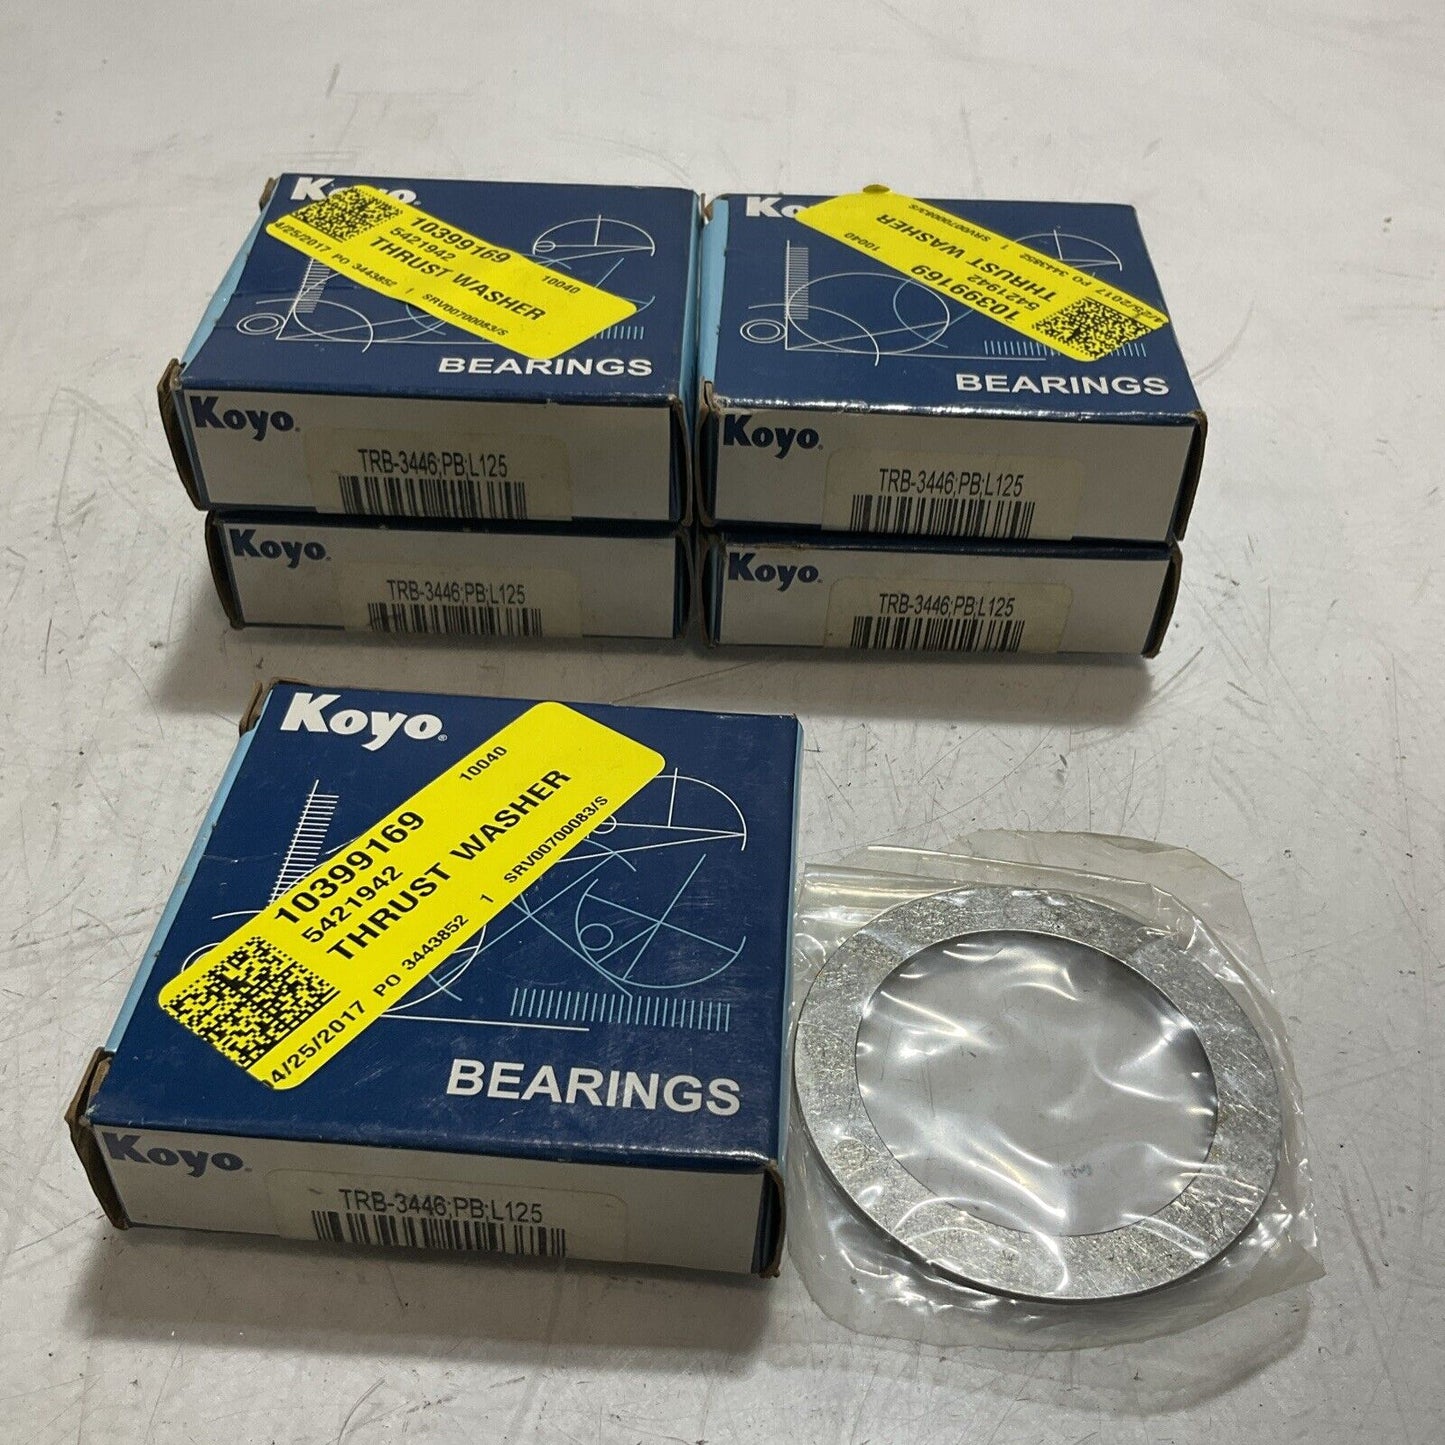 Koyo
10399169 10040
5421942
THRUST WASHER
4/25/2017 PO 3443852 1 SRV00700083/S
BEARINGS
Koyo®
TRB-3446;PB;L125
Koyo®
TRB-3446;PB;L125
Ko
10399169 10040
5421942
THRUST WASHER
/2017 PO 3443852 1 SRV00700083/S
BEARINGS
Koyo®
TRB-3446;PB;L125
Koyo®
TRB-3446;PB;L125
Koyo®
10399169 10040
5421942
THRUST WASHER
04/25/2017 PO 3443852 1 SRV00700083/S
BEARINGS
Koyo®
TRB-3446;PB;L125